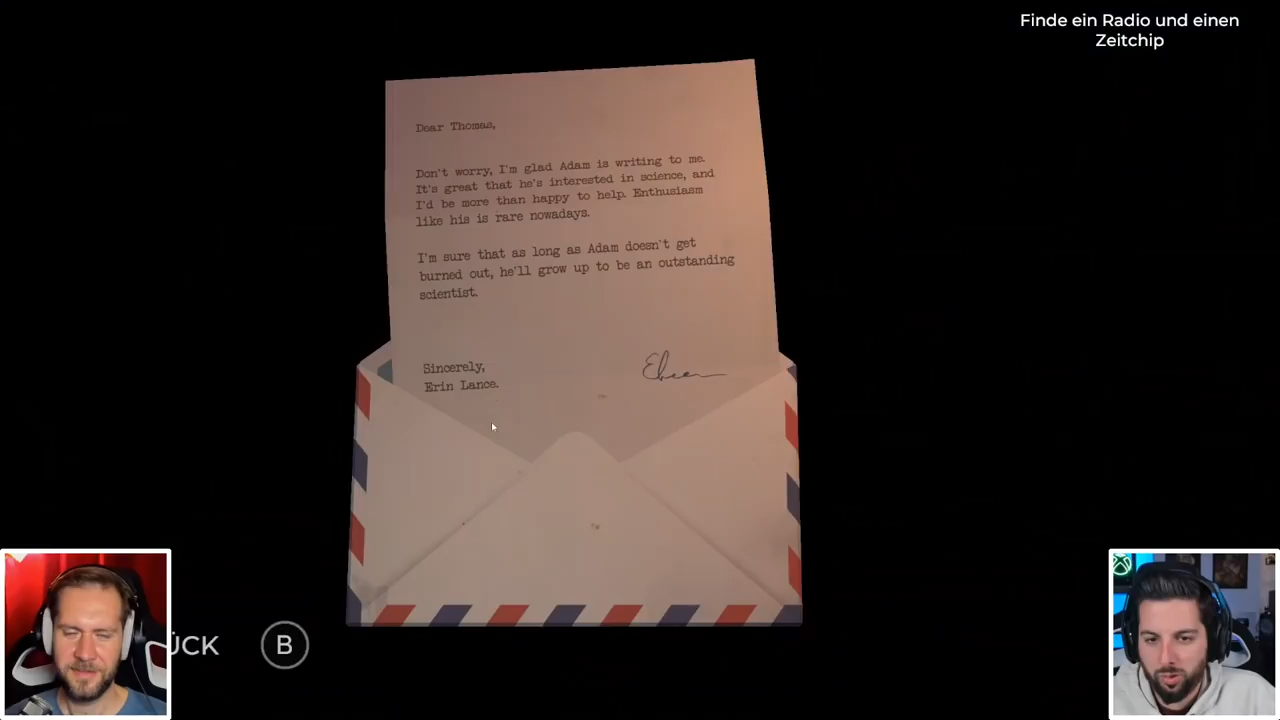 Finde ein Radio und einen
Zeitchip
Dear Thomas,
Don't worry, I'm glad Adam is writing to me.
It's great that he's interested in science, and
I'd be more than happy to help. Enthusiasm
like his is rare nowadays.
I'm sure that as long as Adam doesn't get
burned out, he'll grow up to be an outstanding
scientist.
Sincerely,
Erin Lance.
ÜCK B